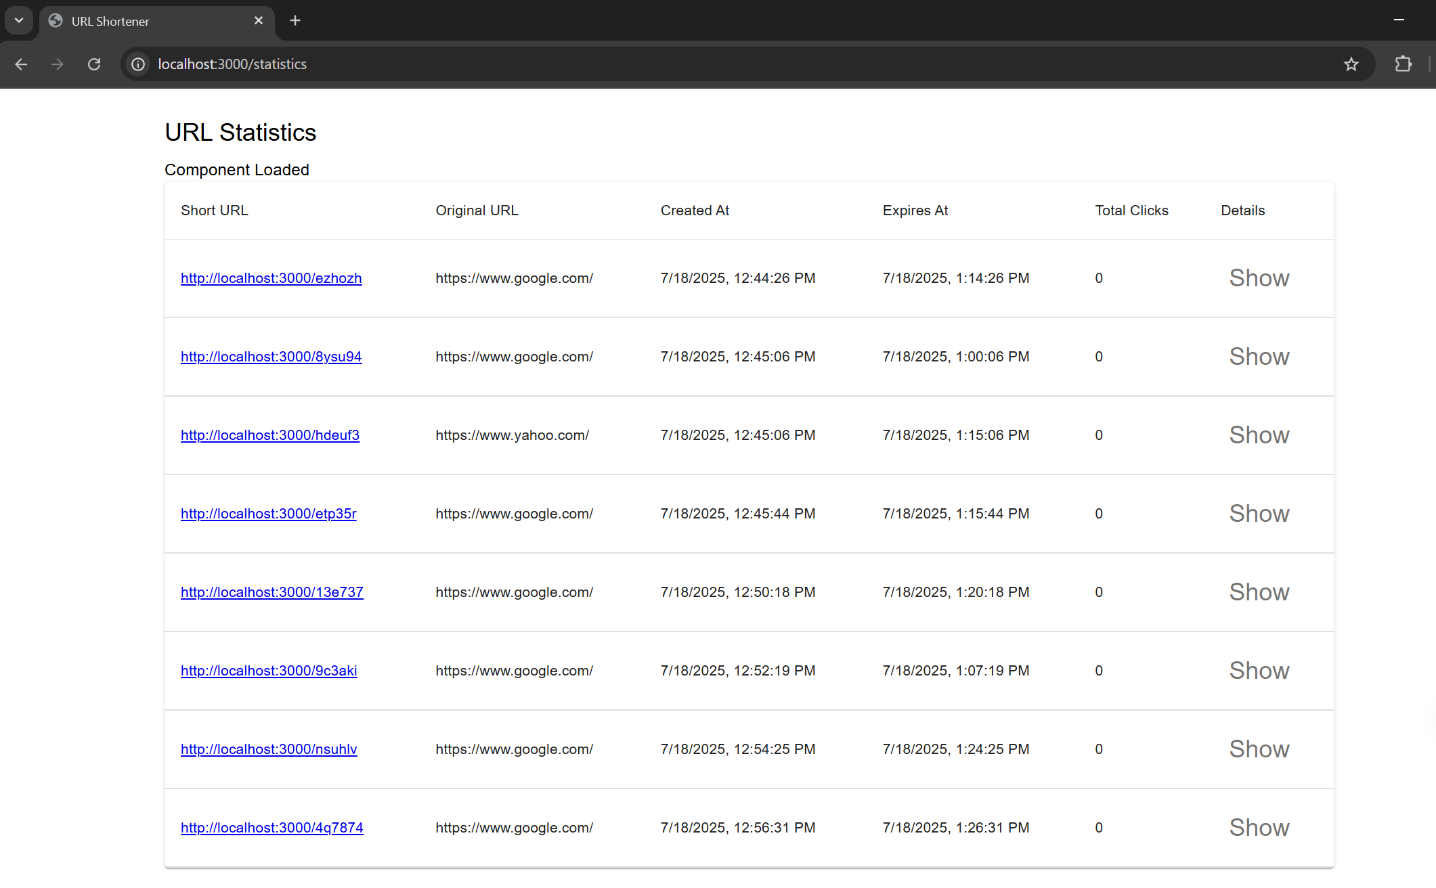 URL Shortener
localhost:3000/statistics
URL Statistics
Component Loaded
Short URL Original URL Created At Expires At Total Clicks Details
http://localhost:3000/ezhozh https://www.google.com/ 7/18/2025, 12:44:26 PM 7/18/2025, 1:14:26 PM 0 Show
http://localhost:3000/8ysu94 https://www.google.com/ 7/18/2025, 12:45:06 PM 7/18/2025, 1:00:06 PM 0 Show
http://localhost:3000/hdeuf3 https://www.yahoo.com/ 7/18/2025, 12:45:06 PM 7/18/2025, 1:15:06 PM 0 Show
http://localhost:3000/etp35r https://www.google.com/ 7/18/2025, 12:45:44 PM 7/18/2025, 1:15:44 PM 0 Show
http://localhost:3000/13e737 https://www.google.com/ 7/18/2025, 12:50:18 PM 7/18/2025, 1:20:18 PM 0 Show
http://localhost:3000/9c3aki https://www.google.com/ 7/18/2025, 12:52:19 PM 7/18/2025, 1:07:19 PM 0 Show
http://localhost:3000/nsuhlv https://www.google.com/ 7/18/2025, 12:54:25 PM 7/18/2025, 1:24:25 PM 0 Show
http://localhost:3000/4q7874 https://www.google.com/ 7/18/2025, 12:56:31 PM 7/18/2025, 1:26:31 PM 0 Show